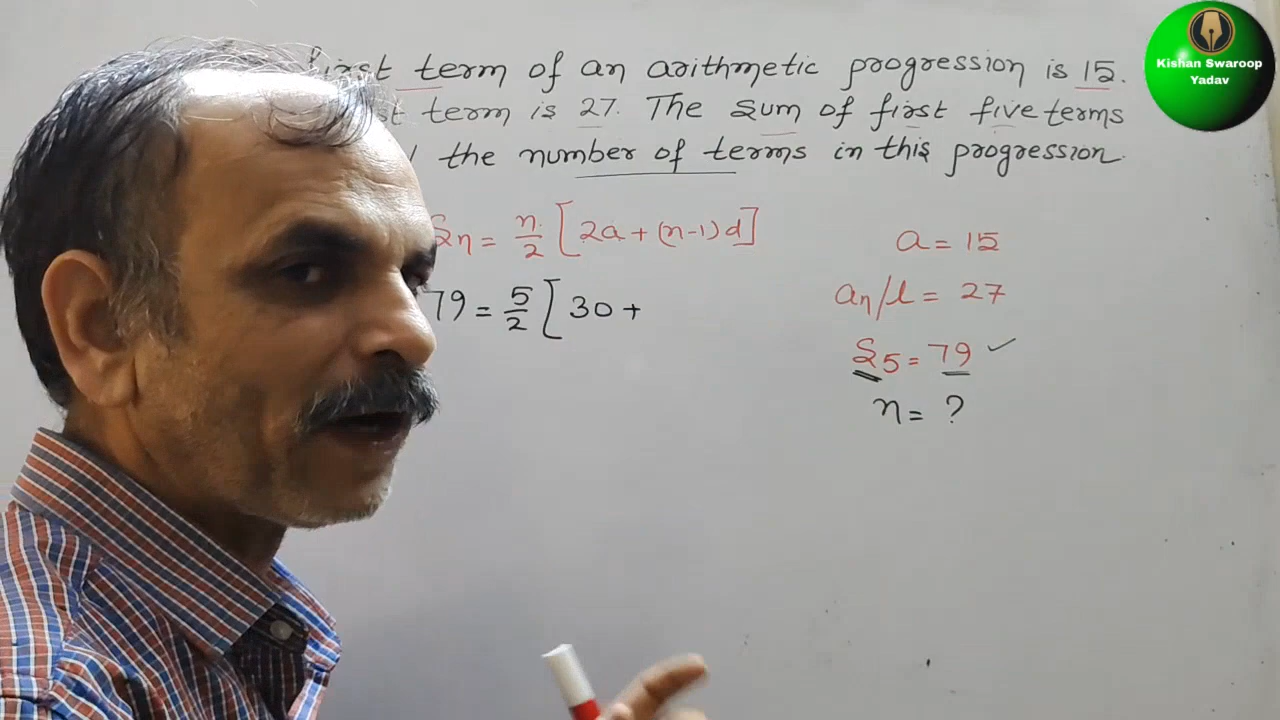 first term of an arithmetic progression is 15.
term is 27. The sum of first five terms
the number of terms in this progression.
Sn = n/2 [2a + (n-1)d]
79 = 5/2 [30 +
a = 15
an/l = 27
S5 = 79 ✓
n = ?
Kishan Swaroop
Yadav